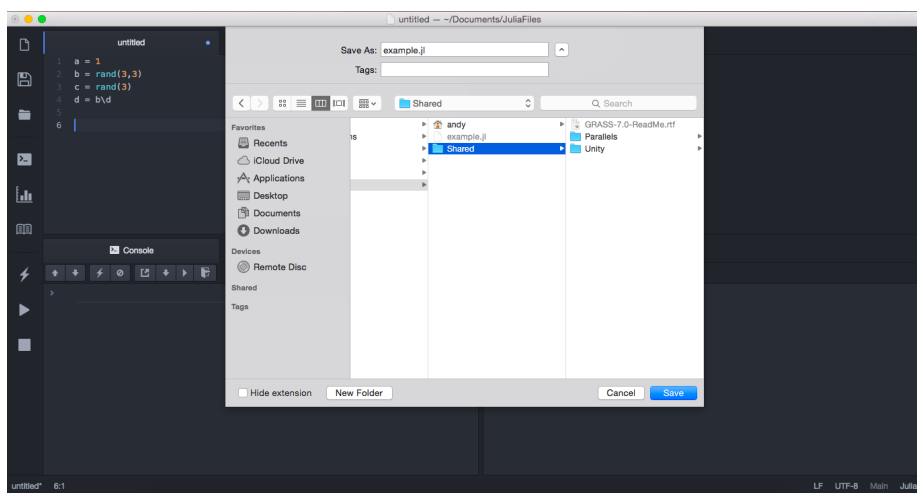 untitled — ~/Documents/JuliaFiles
untitled
1 a = 1
2 b = rand(3,3)
3 c = rand(3)
4 d = b\d
5
6
Save As: example.jl
Tags:
Shared
Search
Favorites
Recents
iCloud Drive
Applications
Desktop
Documents
Downloads
Devices
Remote Disc
Shared
Tags
ns
andy
example.jl
Shared
GRASS-7.0-ReadMe.rtf
Parallels
Unity
Console
>
Hide extension
New Folder
Cancel
Save
untitled* 6:1
LF UTF-8 Main Julia